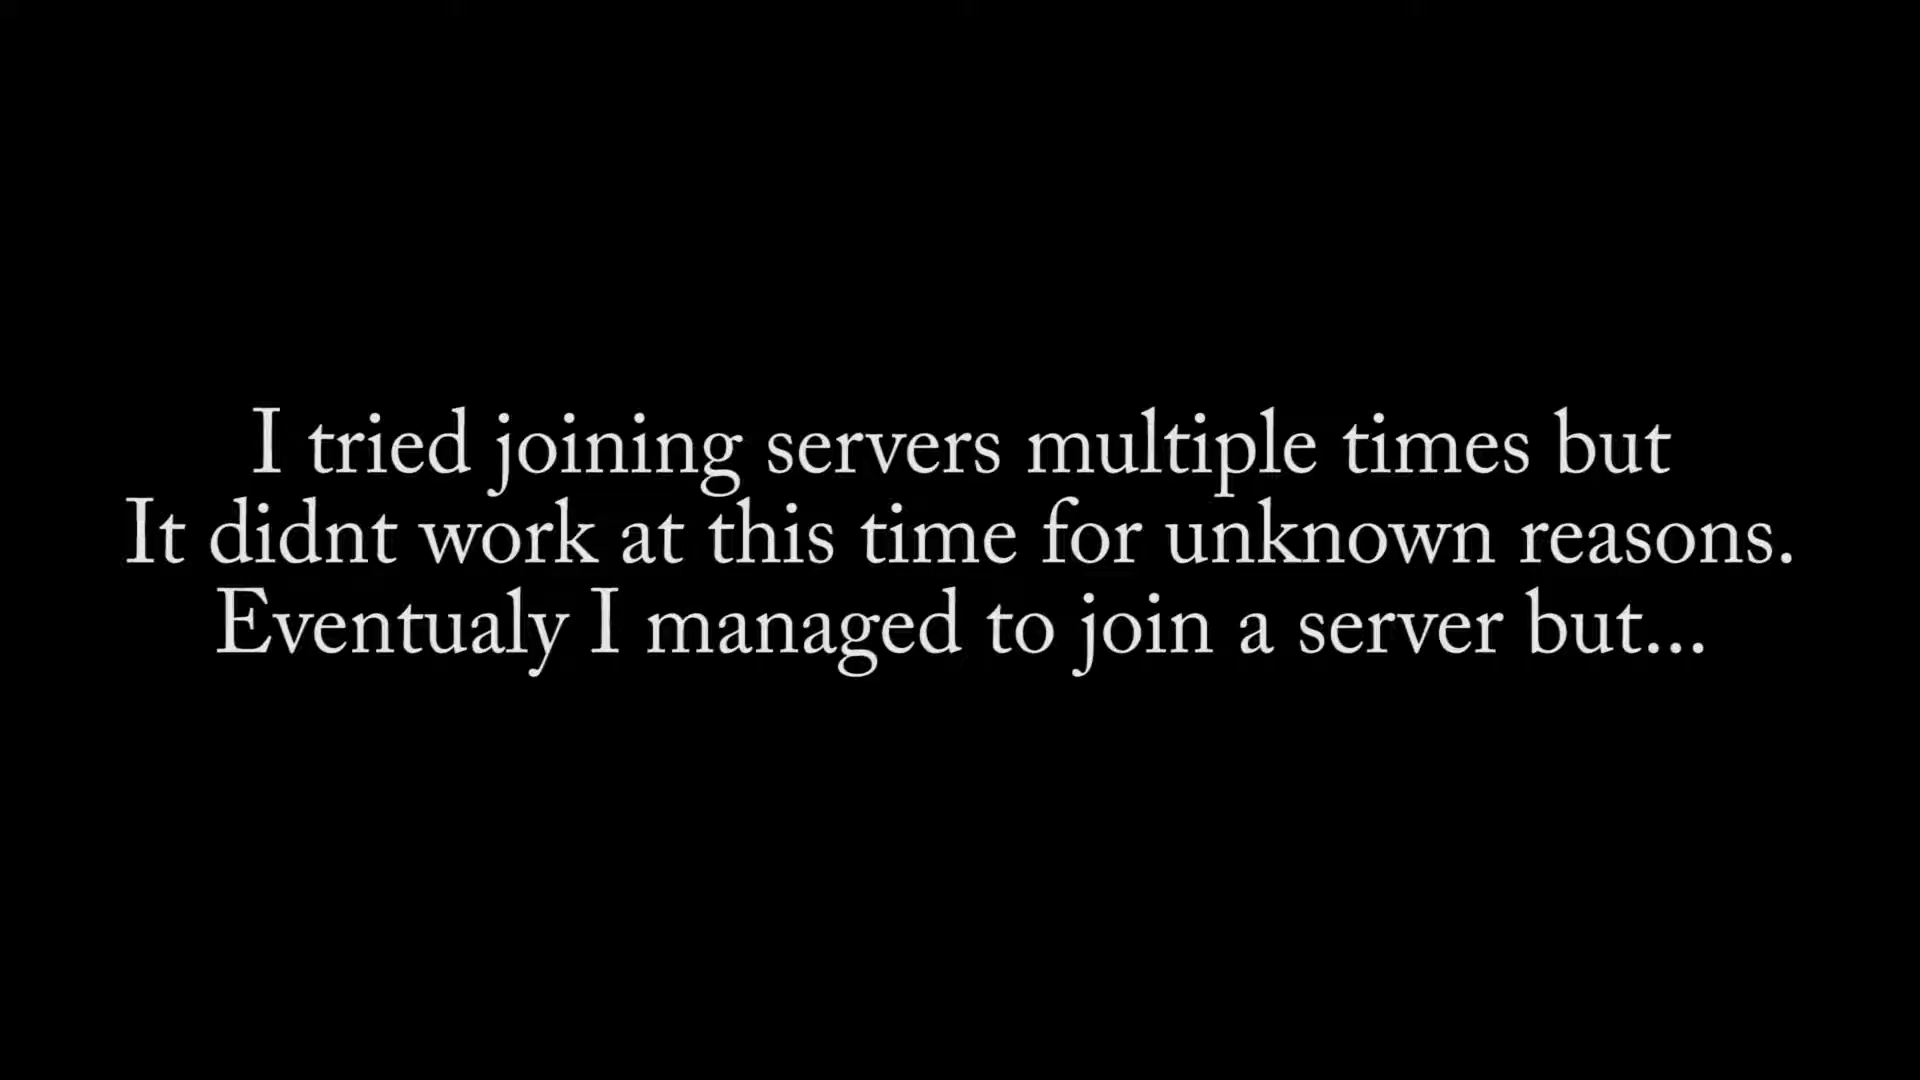 I tried joining servers multiple times but
It didnt work at this time for unknown reasons.
Eventualy I managed to join a server but...